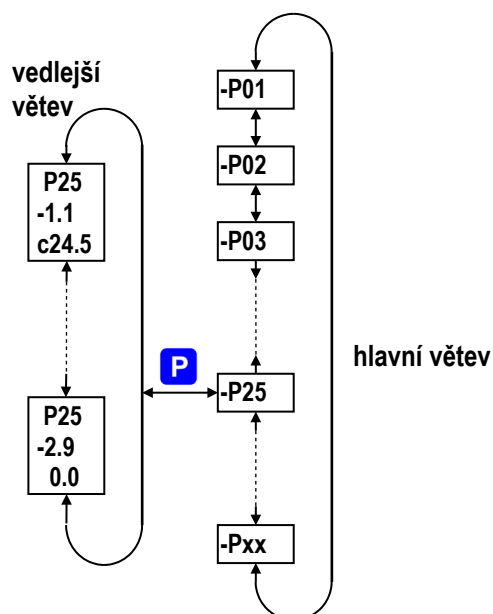 vedlejší
větev
P25
-1.1
c24.5
P25
-2.9
0.0
P
-P01
-P02
-P03
-P25
-Pxx
hlavní větev